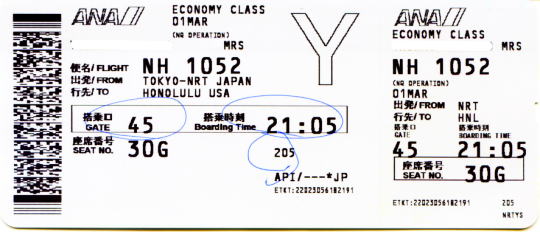 ANA
ECONOMY CLASS
01MAR
(NQ OPERATION)
MRS
Y
便名/FLIGHT NH 1052
出発/FROM TOKYO-NRT JAPAN
行先/TO HONOLULU USA
搭乗口 GATE 45
搭乗時刻 Boarding Time 21:05
座席番号 SEAT NO. 30G
205
API/---*JP
ETKT:22023056182191
ANA
ECONOMY CLASS
MRS
NH 1052
(NQ OPERATION)
01MAR
出発/FROM NRT
行先/TO HNL
搭乗口 GATE 搭乗時刻 BOARDING TIME
45 21:05
座席番号 SEAT NO. 30G
ETKT:22023056182191 205
NRTYS